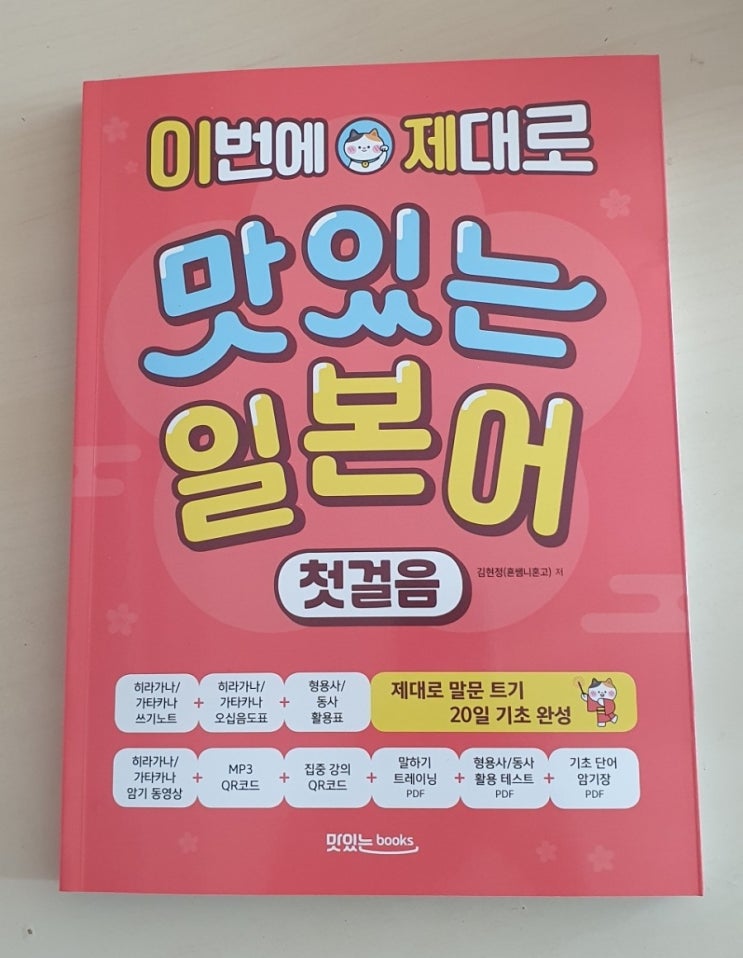 이번에 제대로
맛있는
일본어
첫걸음
김현정(혼쌤니혼고) 저
히라가나/
가타카나
쓰기노트
+
히라가나/
가타카나
오십음도표
+
형용사/
동사
활용표
제대로 말문 트기
20일 기초 완성
히라가나/
가타카나
암기 동영상
+
MP3
QR코드
+
집중 강의
QR코드
+
말하기
트레이닝
PDF
+
형용사/동사
활용 테스트
PDF
+
기초 단어
암기장
PDF
맛있는 books